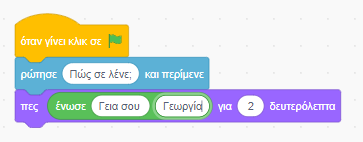 όταν γίνει κλικ σε
ρώτησε Πώς σε λένε; και περίμενε
πες ένωσε Γεια σου Γεωργία για 2 δευτερόλεπτα